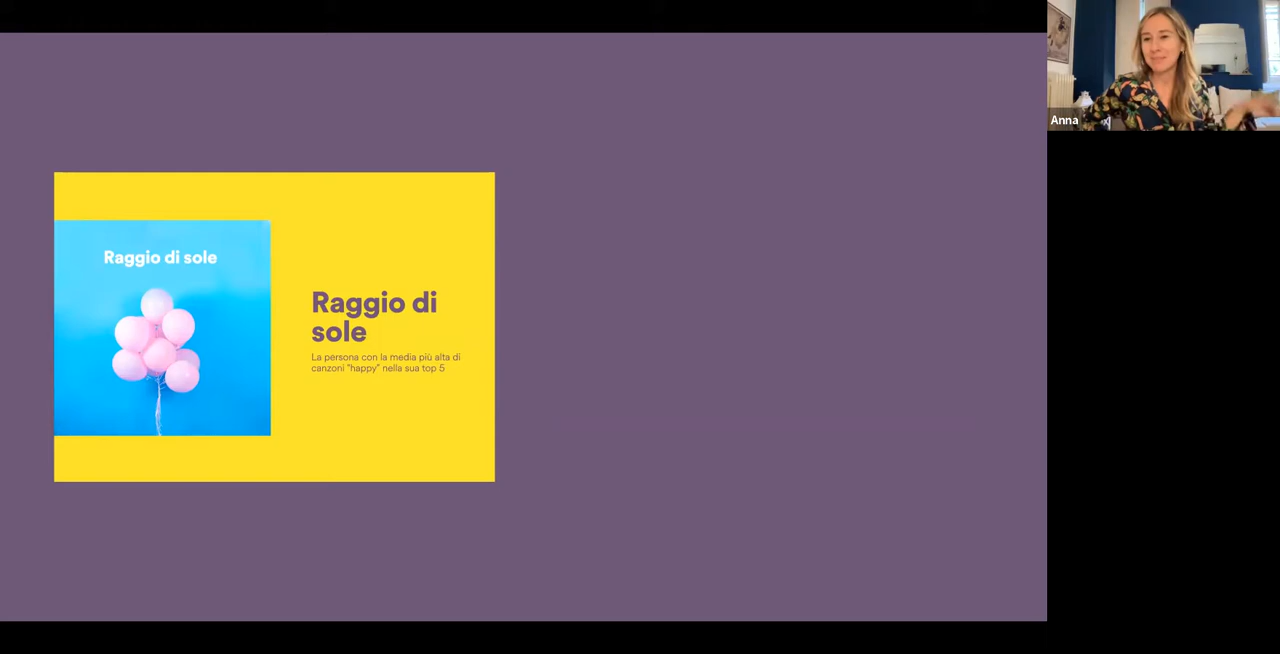 Raggio di sole
Raggio di
sole
La persona con la media più alta di
canzoni "happy" nella sua top 5
Anna